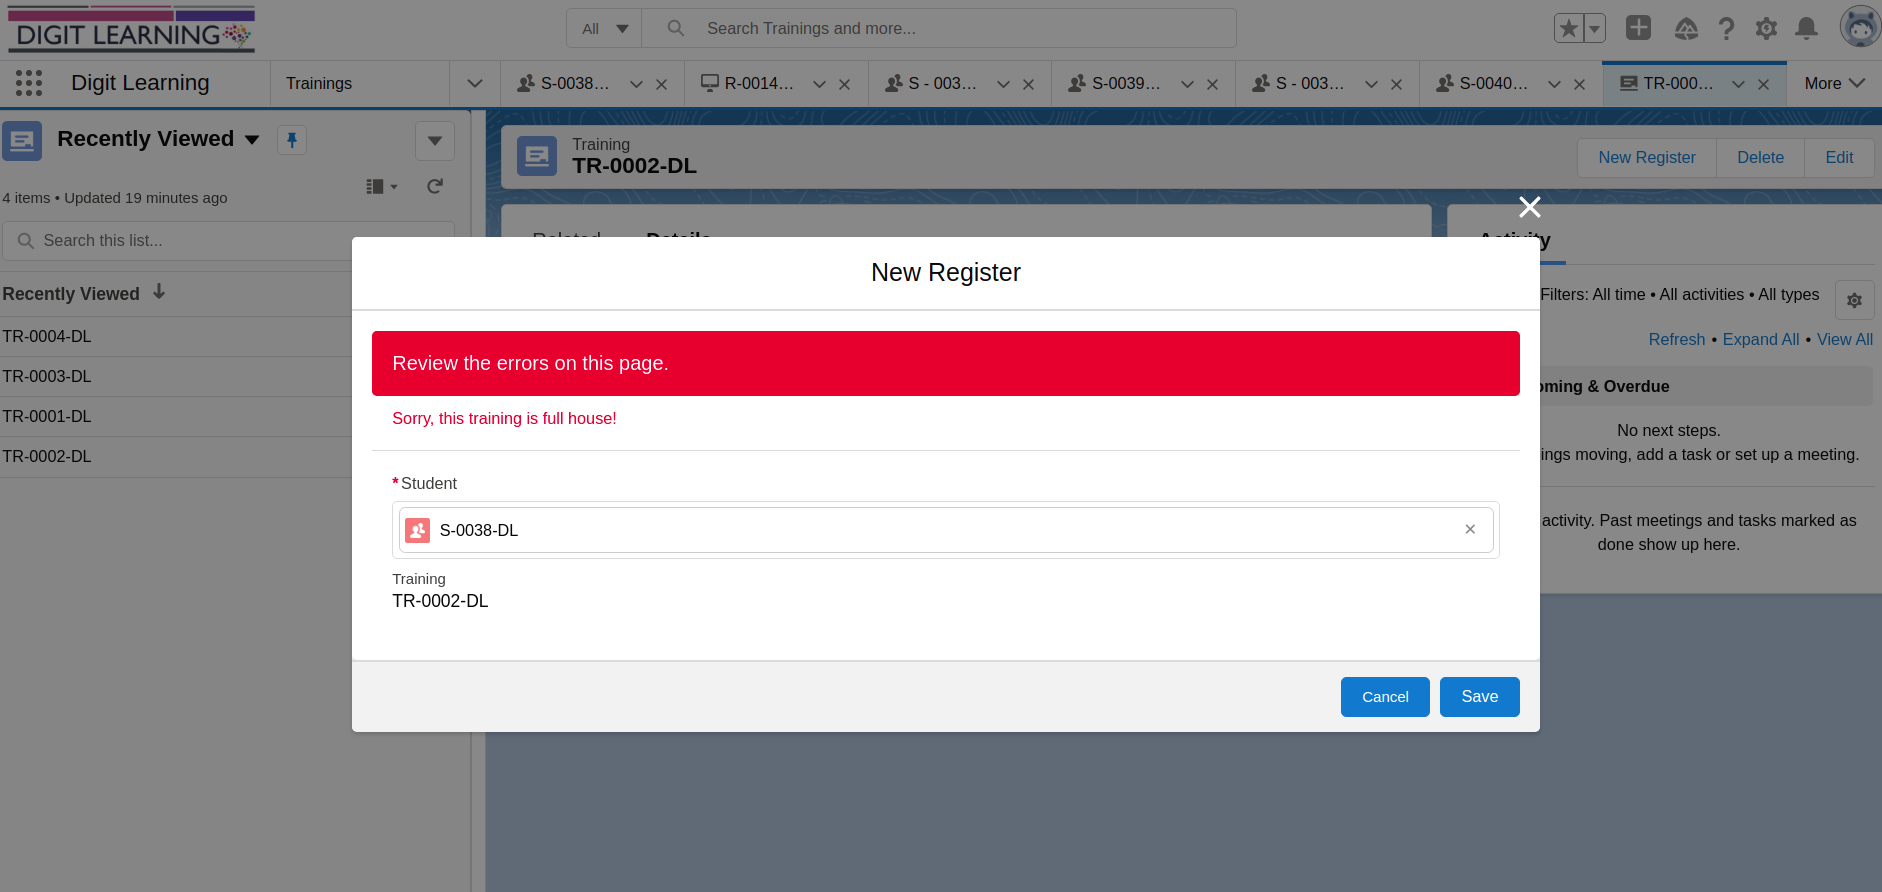 DIGIT LEARNING
All
Search Trainings and more...
Digit Learning
Trainings
S-0038...
R-0014...
S - 003...
S-0039...
S - 003...
S-0040...
TR-000...
More
Recently Viewed
4 items • Updated 19 minutes ago
Search this list...
Recently Viewed
TR-0004-DL
TR-0003-DL
TR-0001-DL
TR-0002-DL
Training
TR-0002-DL
New Register
Delete
Edit
Related
Details
Activity
Filters: All time • All activities • All types
Refresh • Expand All • View All
oming & Overdue
No next steps.
ings moving, add a task or set up a meeting.
activity. Past meetings and tasks marked as
done show up here.
New Register
Review the errors on this page.
Sorry, this training is full house!
* Student
S-0038-DL
Training
TR-0002-DL
Cancel
Save